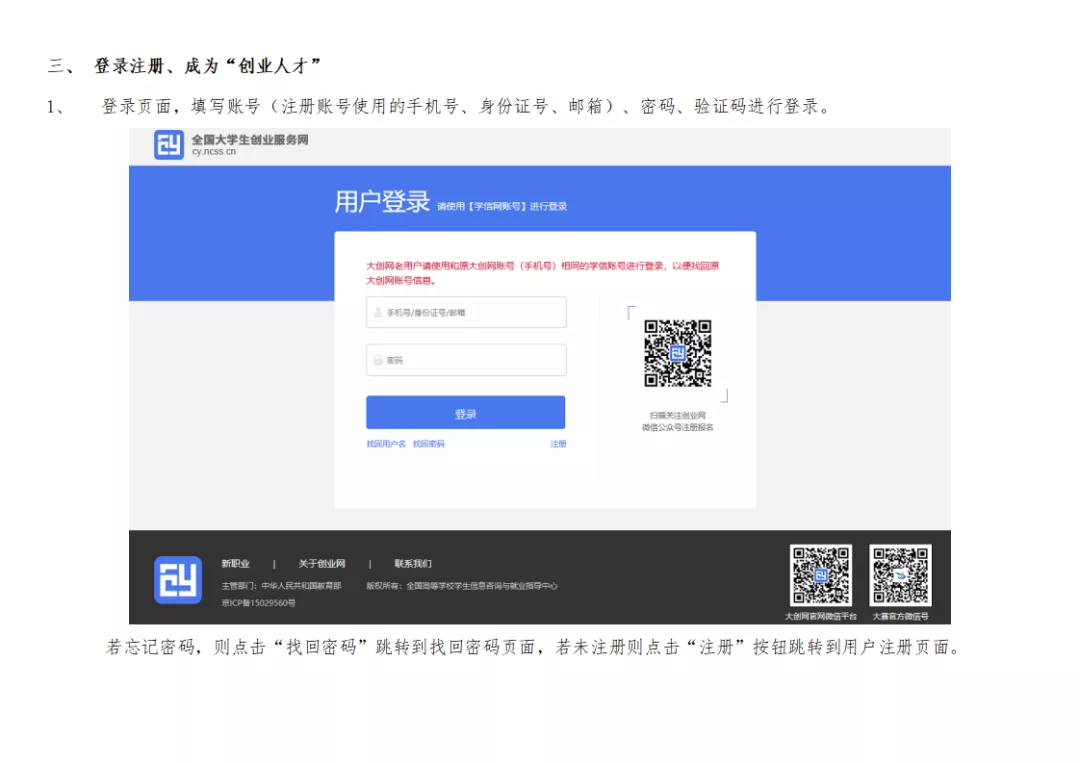 三、 登录注册、成为“创业人才”
1、 登录页面，填写账号（注册账号使用的手机号、身份证号、邮箱）、密码、验证码进行登录。
全国大学生创业服务网
cy.ncss.cn
用户登录 请使用【学信网账号】进行登录
大创网老用户请使用和原大创网账号（手机号）相同的学信账号进行登录，以便找回原
大创网账号信息。
手机号/身份证号/邮箱
密码
登录
找回用户名 找回密码 注册
扫描关注创业网
微信公众号注册报名
新职业 | 关于创业网 | 联系我们
主管部门：中华人民共和国教育部 版权所有：全国高等学校学生信息咨询与就业指导中心
京ICP备15029560号
大创网官网微信平台 大赛官方微信号
若忘记密码，则点击“找回密码”跳转到找回密码页面，若未注册则点击“注册”按钮跳转到用户注册页面。